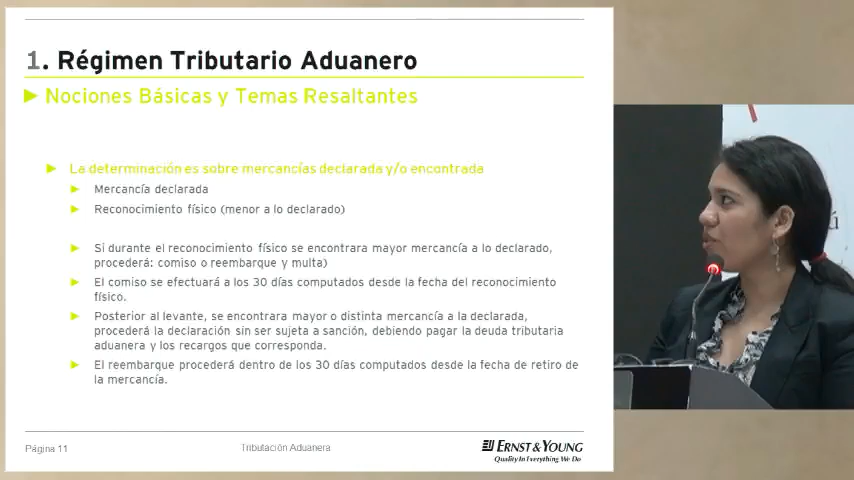 1. Régimen Tributario Aduanero
Nociones Básicas y Temas Resaltantes
La determinación es sobre mercancías declarada y/o encontrada
Mercancía declarada
Reconocimiento físico (menor a lo declarado)
Si durante el reconocimiento físico se encontrara mayor mercancía a lo declarado,
procederá: comiso o reembarque y multa)
El comiso se efectuará a los 30 días computados desde la fecha del reconocimiento
físico.
Posterior al levante, se encontrara mayor o distinta mercancía a la declarada,
procederá la declaración sin ser sujeta a sanción, debiendo pagar la deuda tributaria
aduanera y los recargos que corresponda.
El reembarque procederá dentro de los 30 días computados desde la fecha de retiro de
la mercancía.
Página 11
Tributación Aduanera
ERNST & YOUNG
Quality In Everything We Do